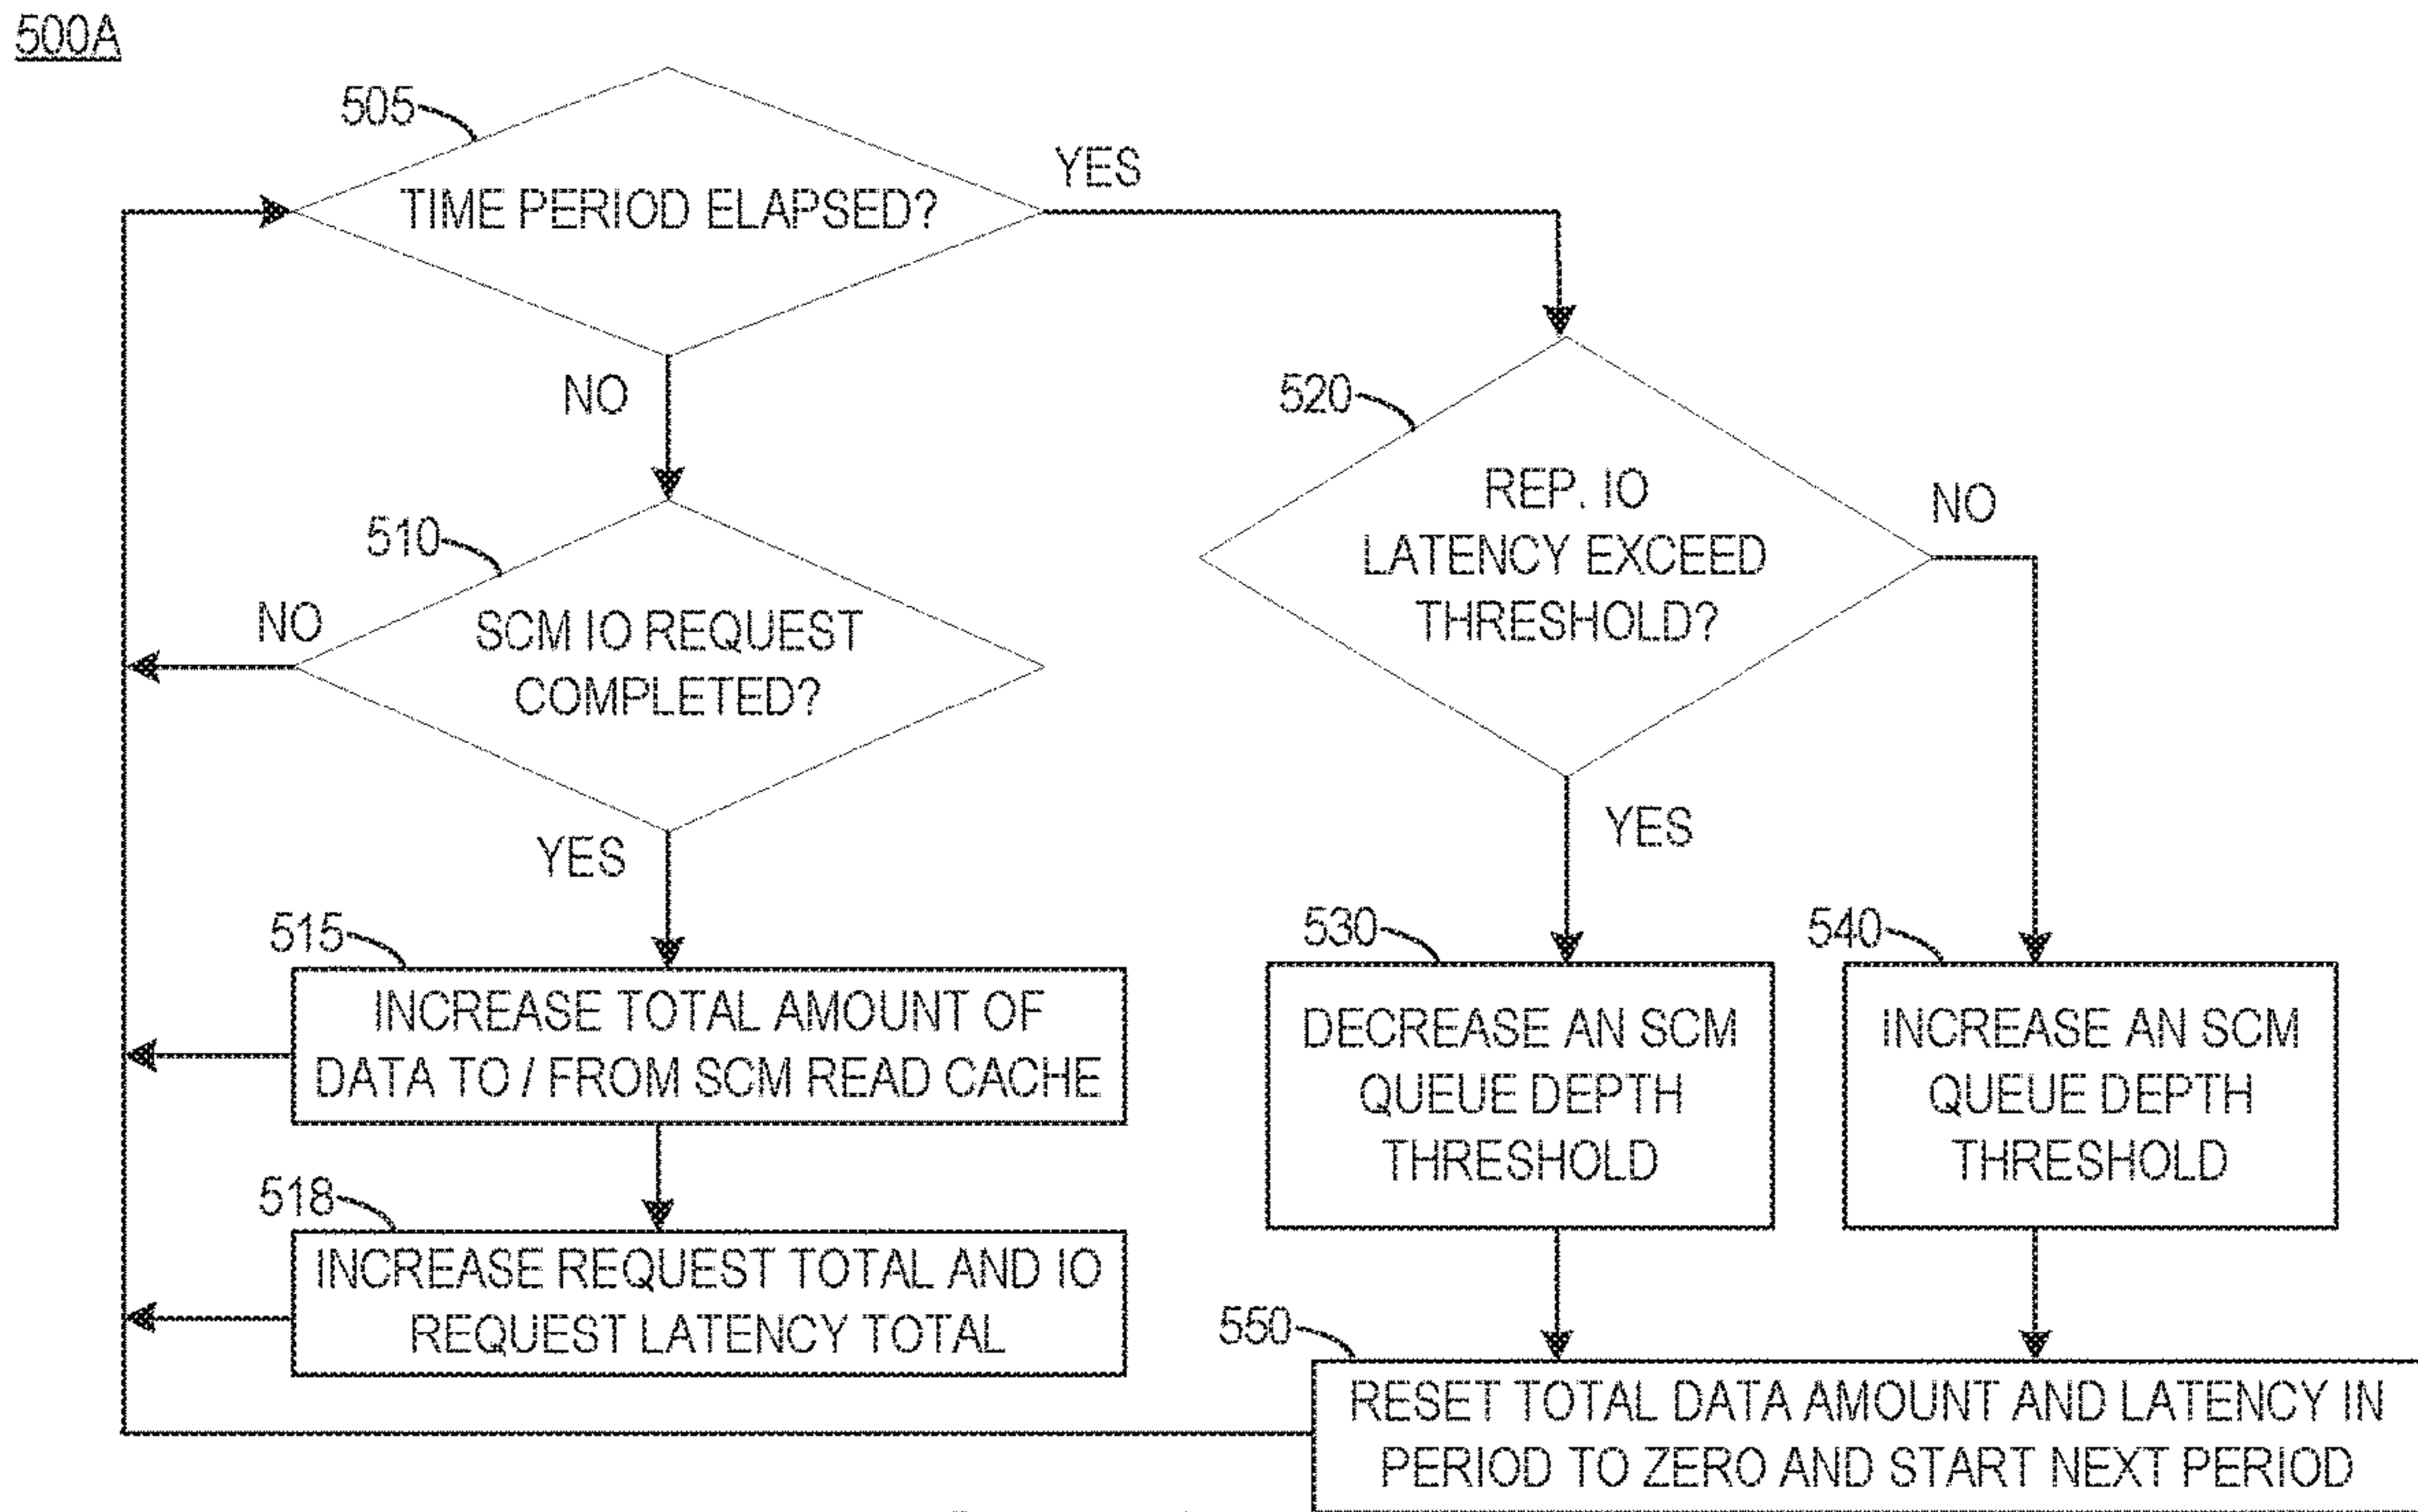 500A
505
TIME PERIOD ELAPSED?
YES
NO
510
SCM IO REQUEST
COMPLETED?
NO
YES
515
INCREASE TOTAL AMOUNT OF
DATA TO / FROM SCM READ CACHE
518
INCREASE REQUEST TOTAL AND IO
REQUEST LATENCY TOTAL
520
REP. IO
LATENCY EXCEED
THRESHOLD?
NO
YES
530
DECREASE AN SCM
QUEUE DEPTH
THRESHOLD
540
INCREASE AN SCM
QUEUE DEPTH
THRESHOLD
550
RESET TOTAL DATA AMOUNT AND LATENCY IN
PERIOD TO ZERO AND START NEXT PERIOD